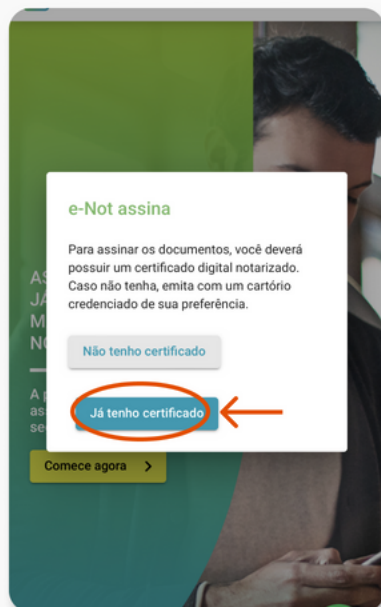 e-Not assina
Para assinar os documentos, você deverá
possuir um certificado digital notarizado.
Caso não tenha, emita com um cartório
credenciado de sua preferência.
Não tenho certificado
Já tenho certificado
Comece agora